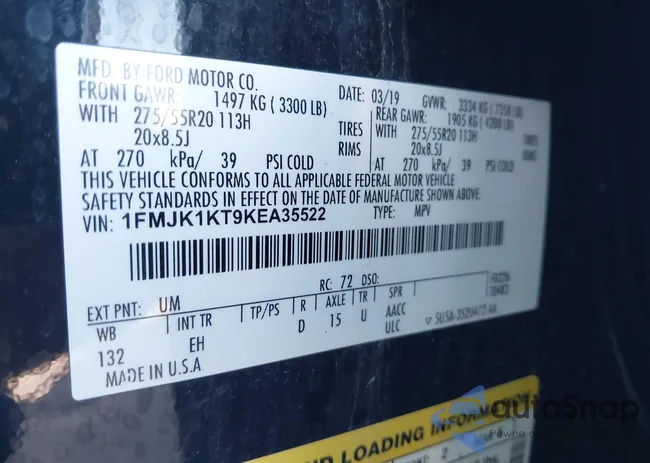 MFD. BY FORD MOTOR CO.
DATE: 03/19 GVWR: 3334 KG (7350 LB)
FRONT GAWR: 1497 KG (3300 LB) REAR GAWR: 1905 KG (4200 LB)
WITH 275/55R20 113H TIRES WITH 275/55R20 113H TIRES
20x8.5J RIMS 20x8.5J RIMS
AT 270 kPa/ 39 PSI COLD AT 270 kPa/ 39 PSI COLD
THIS VEHICLE CONFORMS TO ALL APPLICABLE FEDERAL MOTOR VEHICLE
SAFETY STANDARDS IN EFFECT ON THE DATE OF MANUFACTURE SHOWN ABOVE.
VIN: 1FMJK1KT9KEA35522 TYPE: MPV
EXT PNT: UM RC: 72 DSO:
WB INT TR TP/PS R AXLE TR SPR
132 EH D 15 U AACC
ULC
MADE IN U.S.A.
LOADING INFORMATION
autoSnap